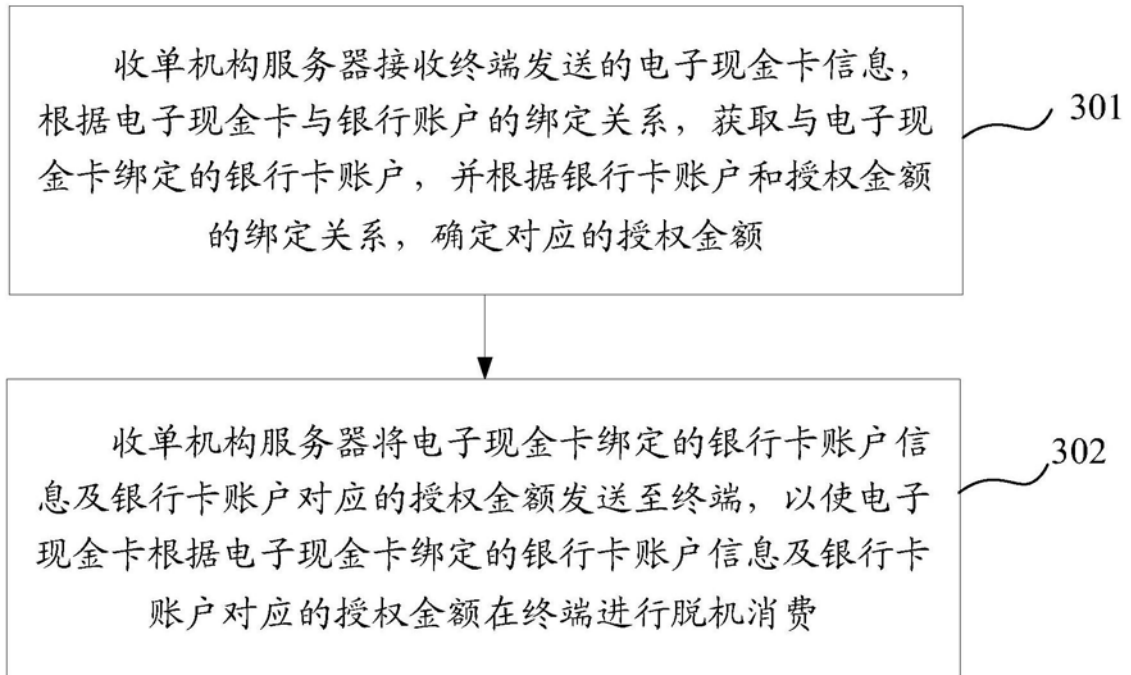 收单机构服务器接收终端发送的电子现金卡信息，
根据电子现金卡与银行账户的绑定关系，获取与电子现
金卡绑定的银行卡账户，并根据银行卡账户和授权金额
的绑定关系，确定对应的授权金额
301
收单机构服务器将电子现金卡绑定的银行卡账户信
息及银行卡账户对应的授权金额发送至终端，以使电子
现金卡根据电子现金卡绑定的银行卡账户信息及银行卡
账户对应的授权金额在终端进行脱机消费
302